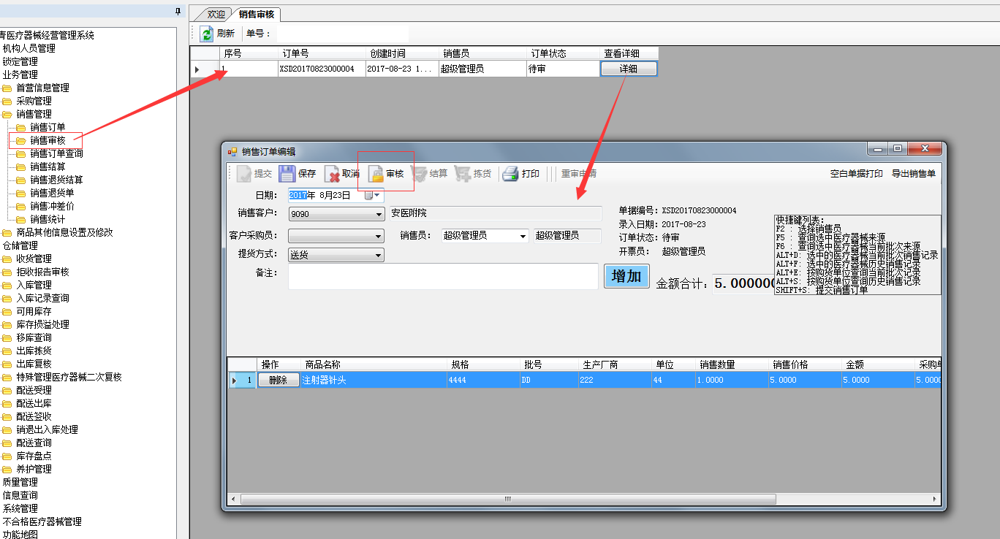 青医疗器械经营管理系统
机构人员管理
锁定管理
业务管理
首营信息管理
采购管理
销售管理
销售订单
销售审核
销售订单查询
销售结算
销售退货结算
销售退货单
销售冲差价
销售统计
商品其他信息设置及修改
仓储管理
收货管理
拒收报告审核
入库管理
入库记录查询
可用库存
库存损溢处理
移库查询
出库拣货
出库复核
特殊管理医疗器械二次复核
配送受理
配送出库
配送签收
销退出入库处理
配送查询
库存盘点
养护管理
质量管理
信息查询
系统管理
不合格医疗器械管理
功能地图
欢迎 销售审核
刷新 单号：
序号 订单号 创建时间 销售员 订单状态 查看详细
1 XSD20170823000004 2017-08-23 1... 超级管理员 待审 详细
销售订单编辑
提交 保存 取消 审核 结算 拣货 打印 重审申请 空白单据打印 导出销售单
日期： 2017年 8月23日
销售客户： 9090 安医附院
客户采购员： 销售员： 超级管理员 超级管理员
提货方式： 送货
备注：
增加
单据编号：XSD20170823000004
录入日期：2017-08-23
订单状态：待审
开票员： 超级管理员
金额合计： 5.000000
快捷键列表:
F2 : 选择销售员
F5 : 查询选中医疗器械来源
F6 : 查询选中医疗器械当前批次来源
ALT+D: 选中的医疗器械当前批次销售记录
ALT+F: 选中的医疗器械历史销售记录
ALT+E: 按购货单位查询当前批次记录
ALT+S: 按购货单位查询历史销售记录
SHIFT+S: 提交销售订单
操作 商品名称 规格 批号 生产厂商 单位 销售数量 销售价格 金额 采购单
1 删除 注射器针头 4444 DD 222 44 1.0000 5.0000 5.0000 5.0000